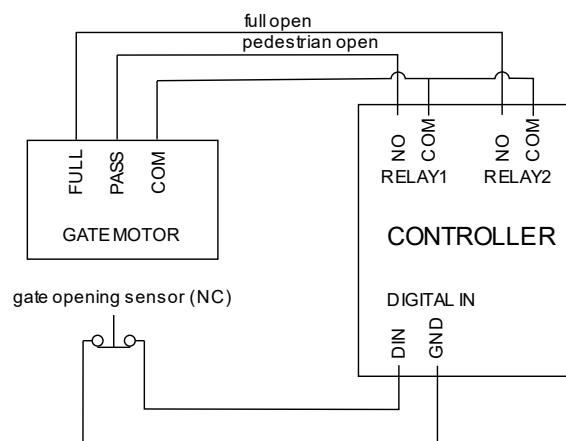 full open
pedestrian open
FULL
PASS
COM
GATE MOTOR
NO
COM
RELAY1
NO
COM
RELAY2
CONTROLLER
gate opening sensor (NC)
DIGITAL IN
DIN
GND